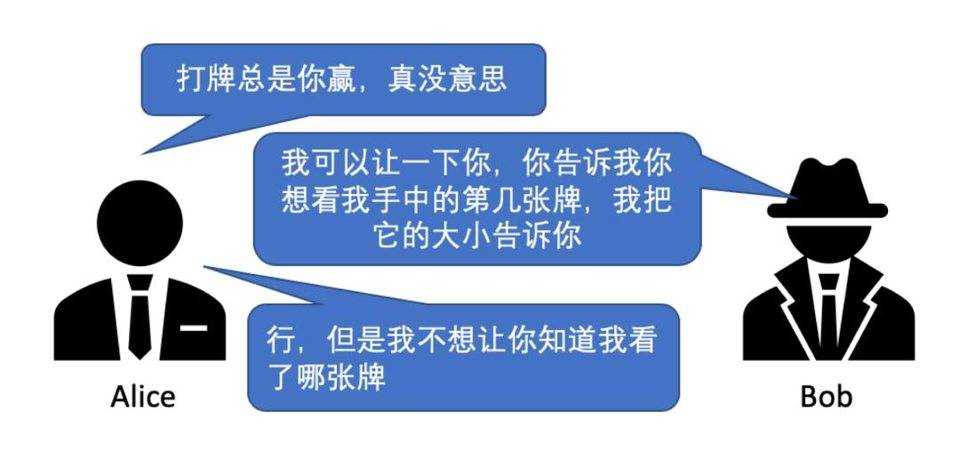 打牌总是你赢，真没意思
我可以让一下你，你告诉我你
想看我手中的第几张牌，我把
它的大小告诉你
行，但是我不想让你知道我看
了哪张牌
Alice
Bob